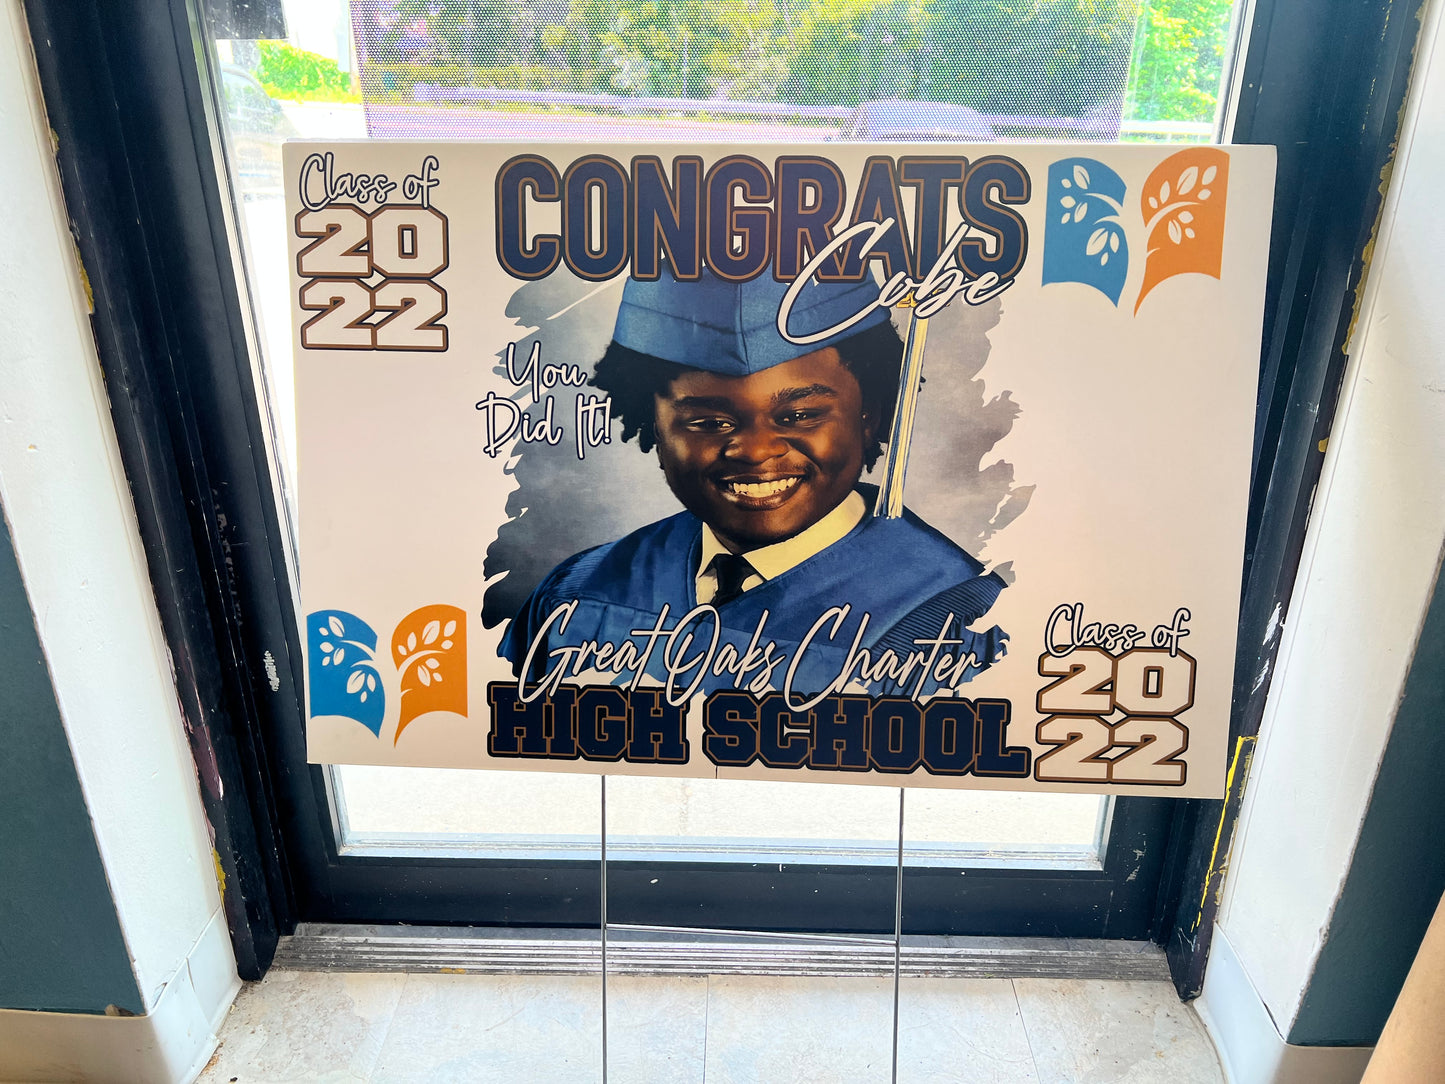 Class of
2022
CONGRATS
Cobe
You
Did It!
Great Oaks Charter
HIGH SCHOOL
Class of
2022